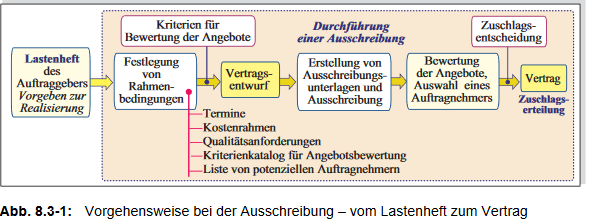 Kriterien für
Bewertung der Angebote
Durchführung
einer Ausschreibung
Zuschlags-
entscheidung
Lastenheft
des
Auftraggebers
Vorgeben zur
Realisierung
Festlegung
von
Rahmen-
bedingungen
Vertrags-
entwurf
Erstellung von
Ausschreibungs-
unterlagen und
Ausschreibung
Bewertung
der Angebote,
Auswahl eines
Auftragnehmers
Vertrag
Zuschlags-
erteilung
Termine
Kostenrahmen
Qualitätsanforderungen
Kriterienkatalog für Angebotsbewertung
Liste von potenziellen Auftragnehmern
Abb. 8.3-1: Vorgehensweise bei der Ausschreibung – vom Lastenheft zum Vertrag